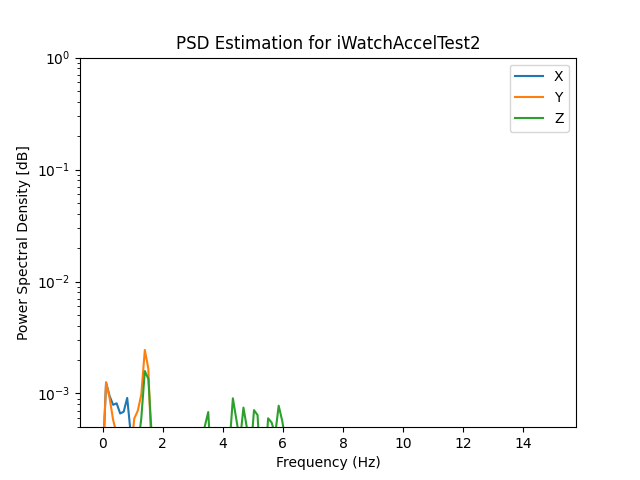 PSD Estimation for iWatchAccelTest2
X
Y
Z
Power Spectral Density [dB]
10⁰
10⁻¹
10⁻²
10⁻³
0 2 4 6 8 10 12 14
Frequency (Hz)